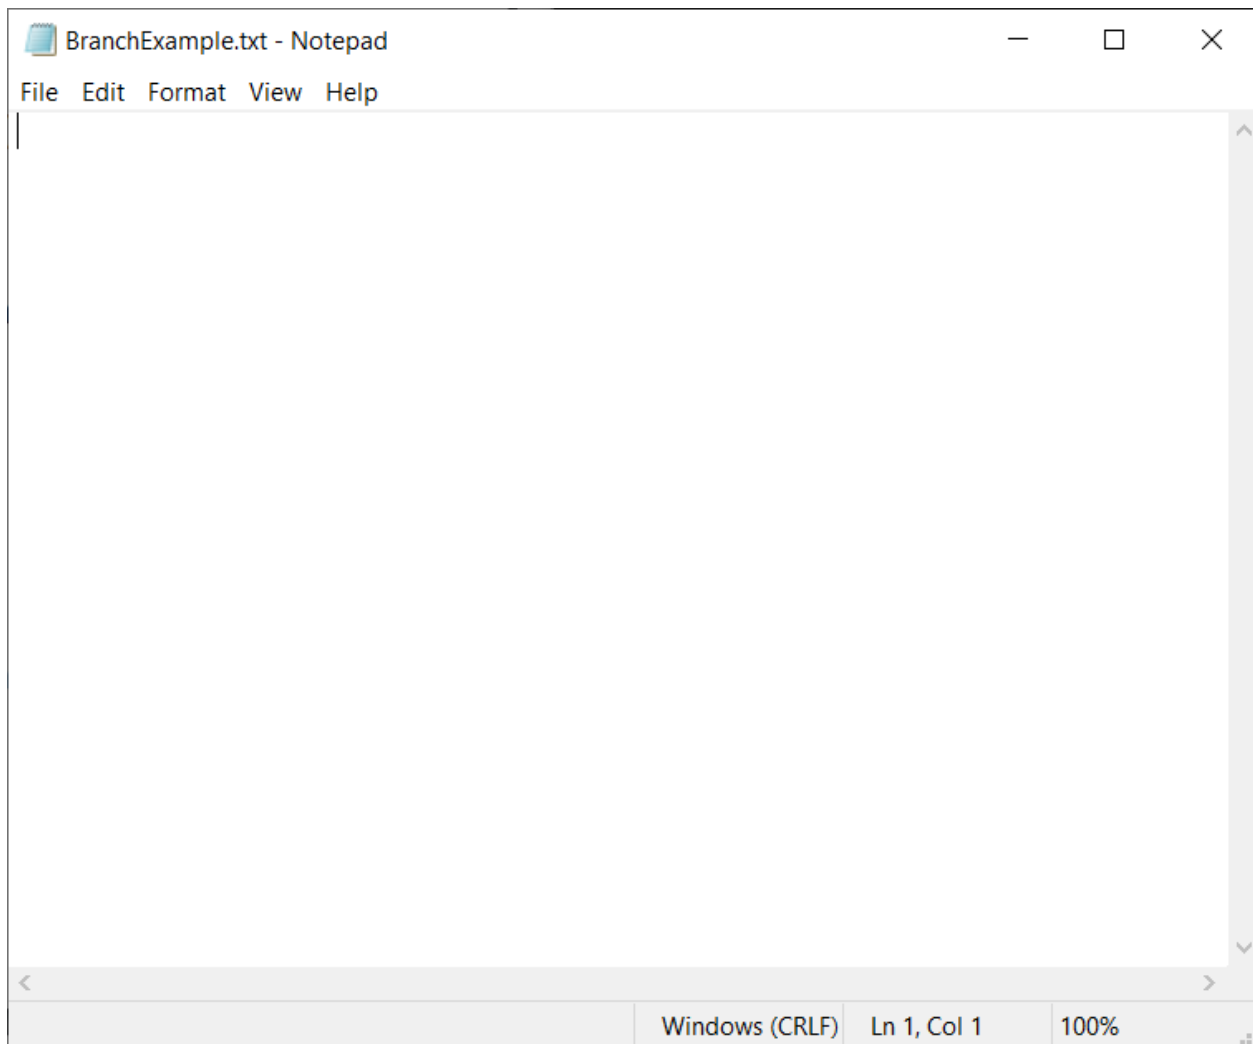 BranchExample.txt - Notepad
File Edit Format View Help
Windows (CRLF) Ln 1, Col 1 100%